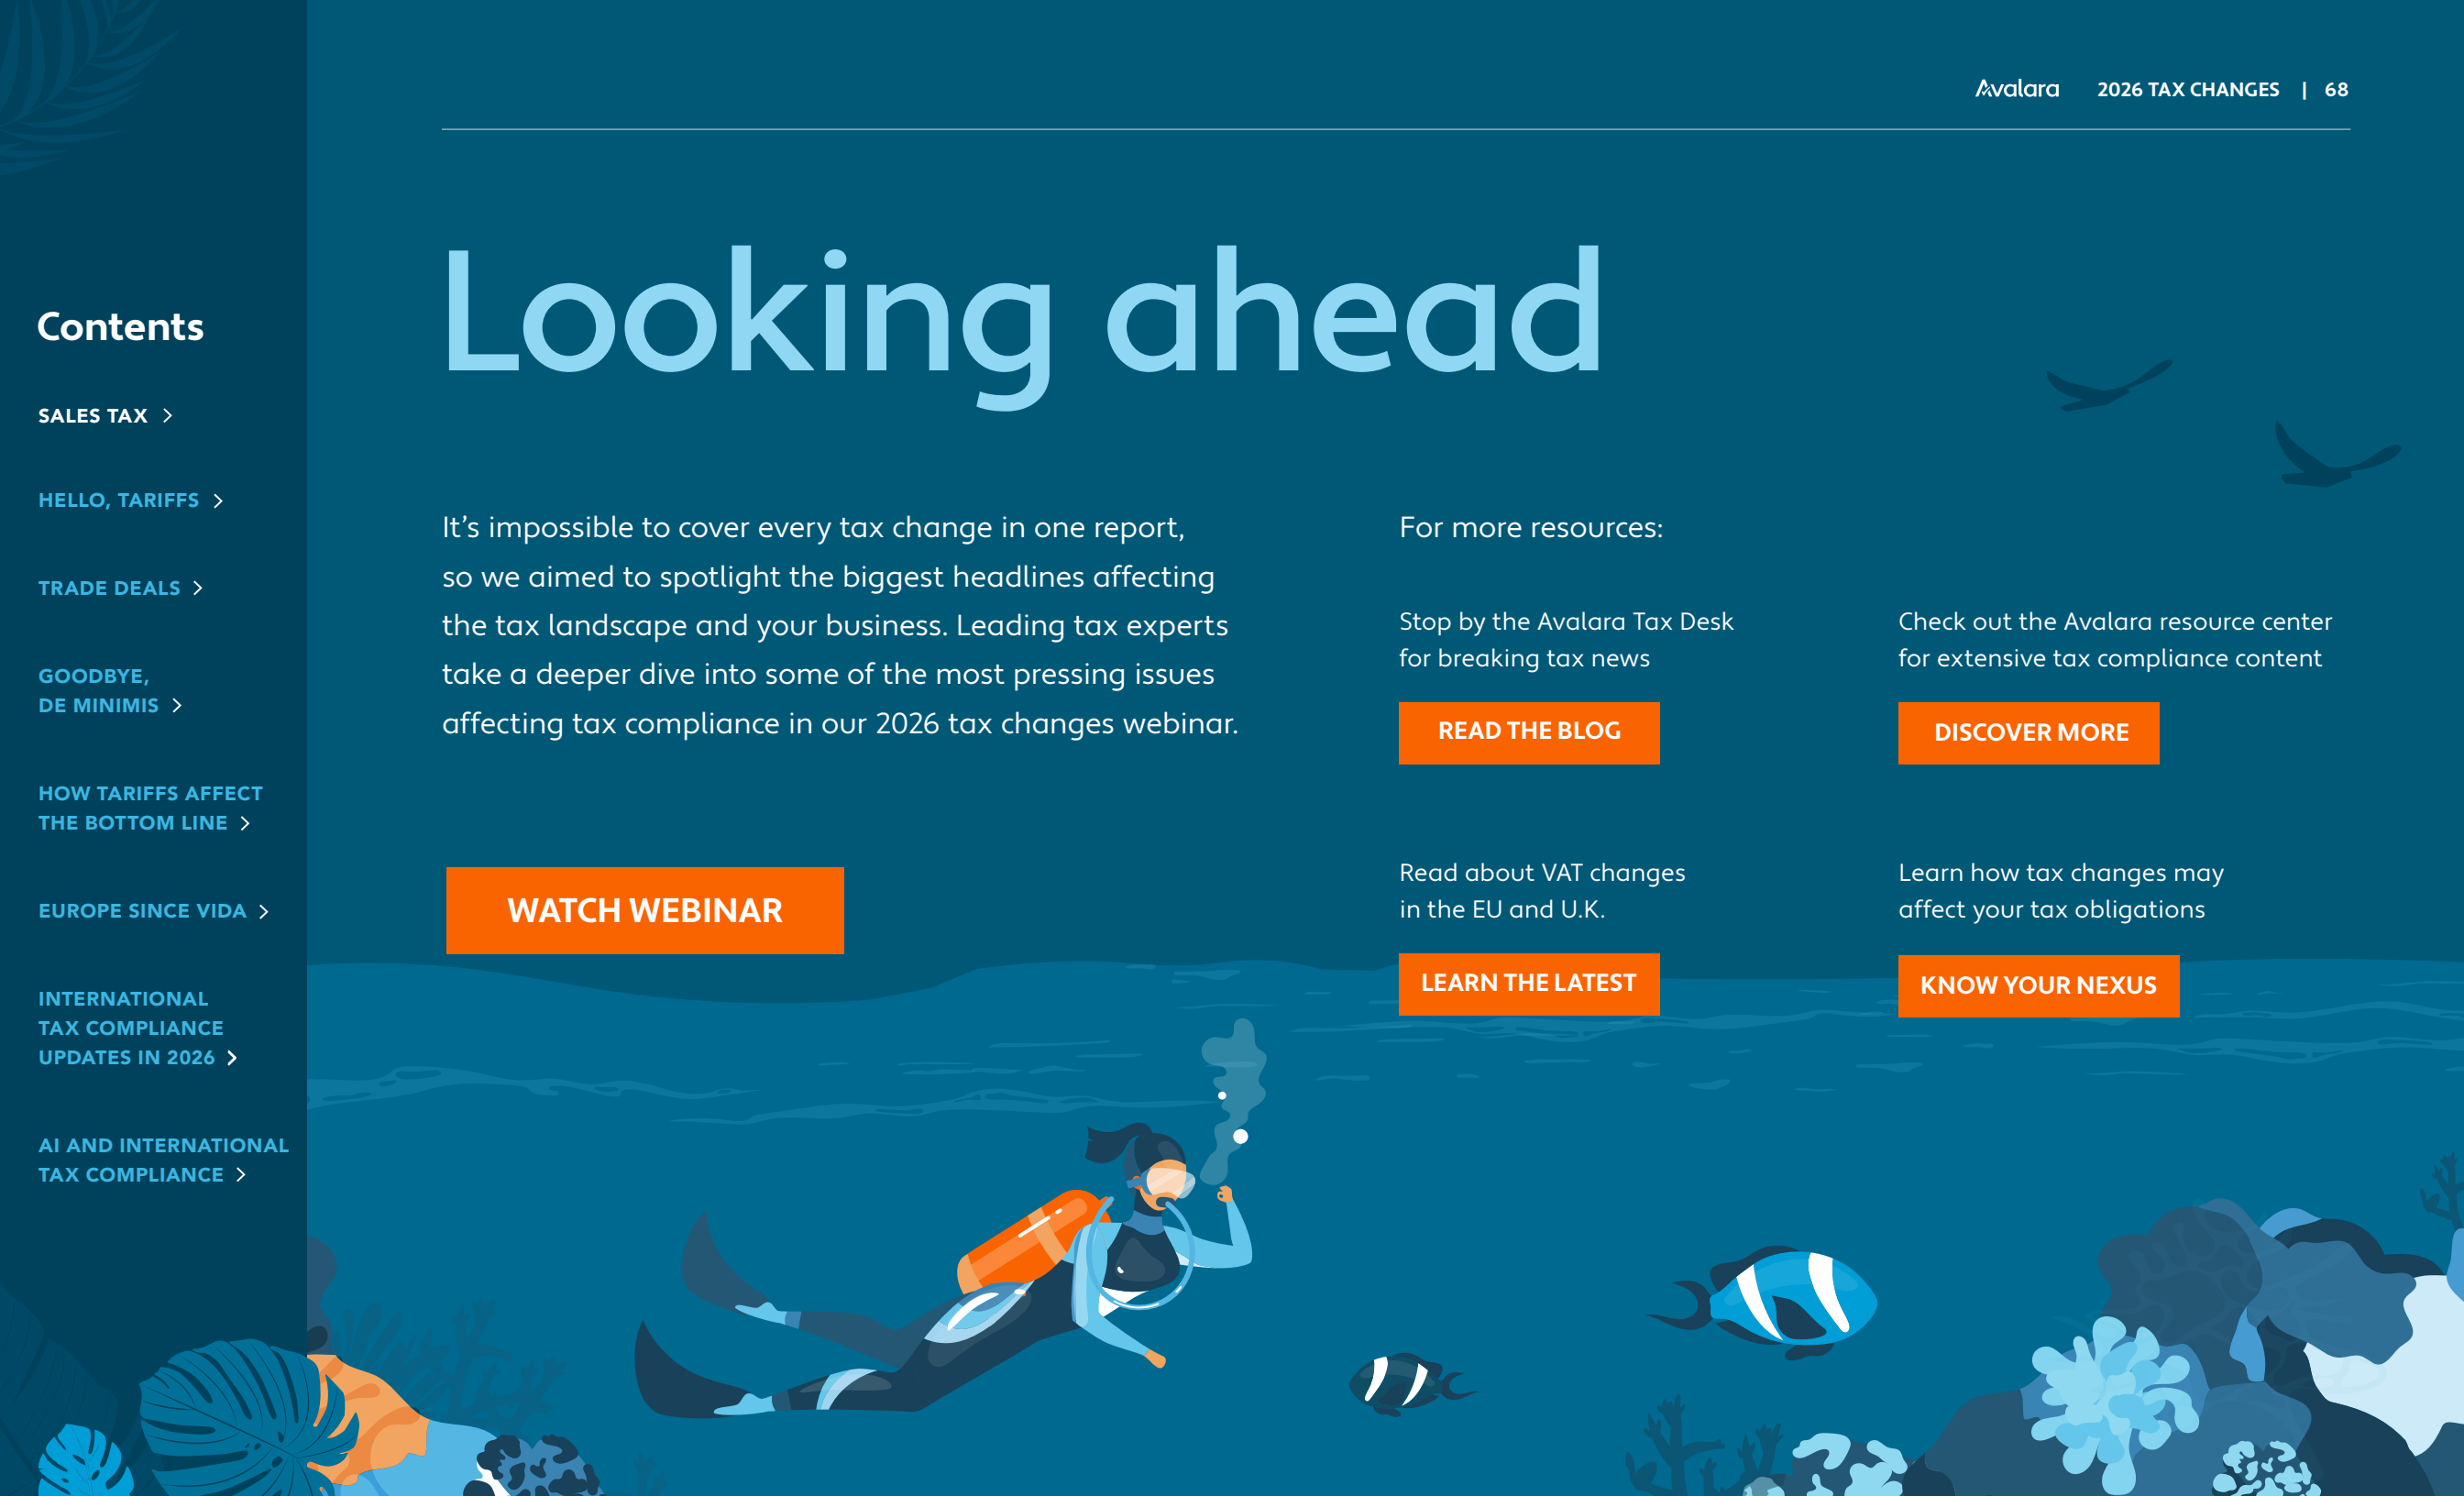 Avalara 2026 TAX CHANGES | 68
Contents
SALES TAX >
HELLO, TARIFFS >
TRADE DEALS >
GOODBYE,
DE MINIMIS >
HOW TARIFFS AFFECT
THE BOTTOM LINE >
EUROPE SINCE VIDA >
INTERNATIONAL
TAX COMPLIANCE
UPDATES IN 2026 >
AI AND INTERNATIONAL
TAX COMPLIANCE >
Looking ahead
It’s impossible to cover every tax change in one report,
so we aimed to spotlight the biggest headlines affecting
the tax landscape and your business. Leading tax experts
take a deeper dive into some of the most pressing issues
affecting tax compliance in our 2026 tax changes webinar.
WATCH WEBINAR
For more resources:
Stop by the Avalara Tax Desk
for breaking tax news
READ THE BLOG
Check out the Avalara resource center
for extensive tax compliance content
DISCOVER MORE
Read about VAT changes
in the EU and U.K.
LEARN THE LATEST
Learn how tax changes may
affect your tax obligations
KNOW YOUR NEXUS